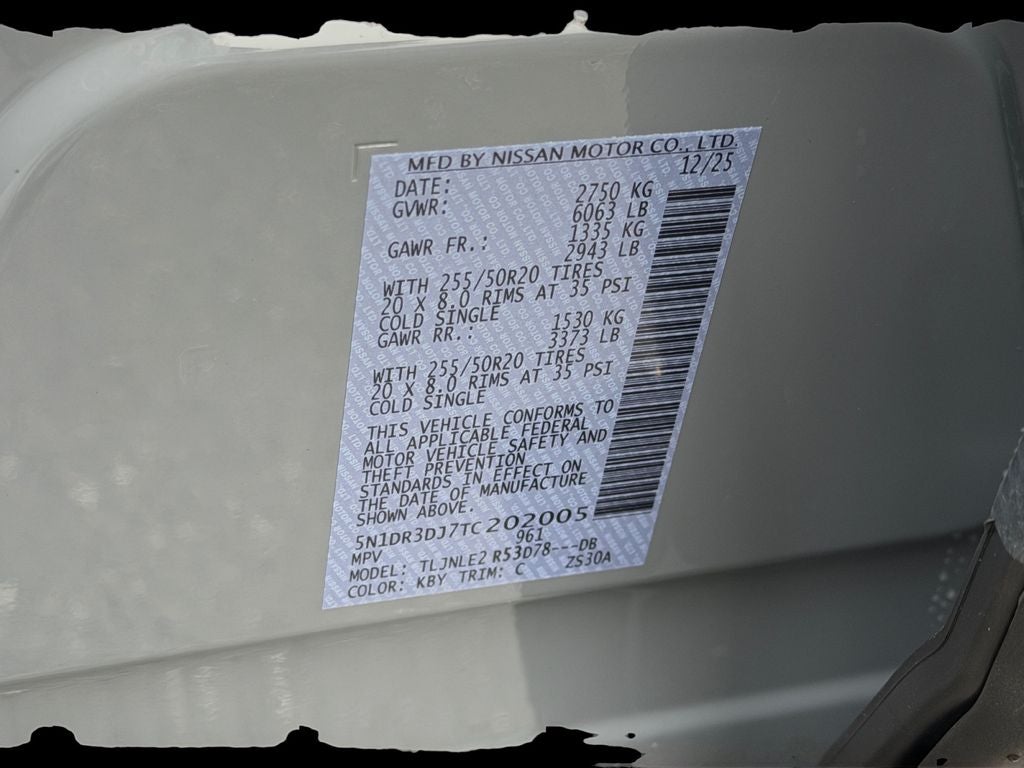 MFD BY NISSAN MOTOR CO., LTD.
DATE: 12/25
GVWR: 2750 KG
6063 LB
GAWR FR.: 1335 KG
2943 LB
WITH 255/50R20 TIRES
20 X 8.0 RIMS AT 35 PSI
COLD SINGLE
GAWR RR.: 1530 KG
3373 LB
WITH 255/50R20 TIRES
20 X 8.0 RIMS AT 35 PSI
COLD SINGLE
THIS VEHICLE CONFORMS TO
ALL APPLICABLE FEDERAL
MOTOR VEHICLE SAFETY AND
THEFT PREVENTION
STANDARDS IN EFFECT ON
THE DATE OF MANUFACTURE
SHOWN ABOVE.
5N1DR3DJ7TC202005
MPV 961
MODEL: TLJNLE2 R53D78---DB
COLOR: KBY TRIM: C ZS30A